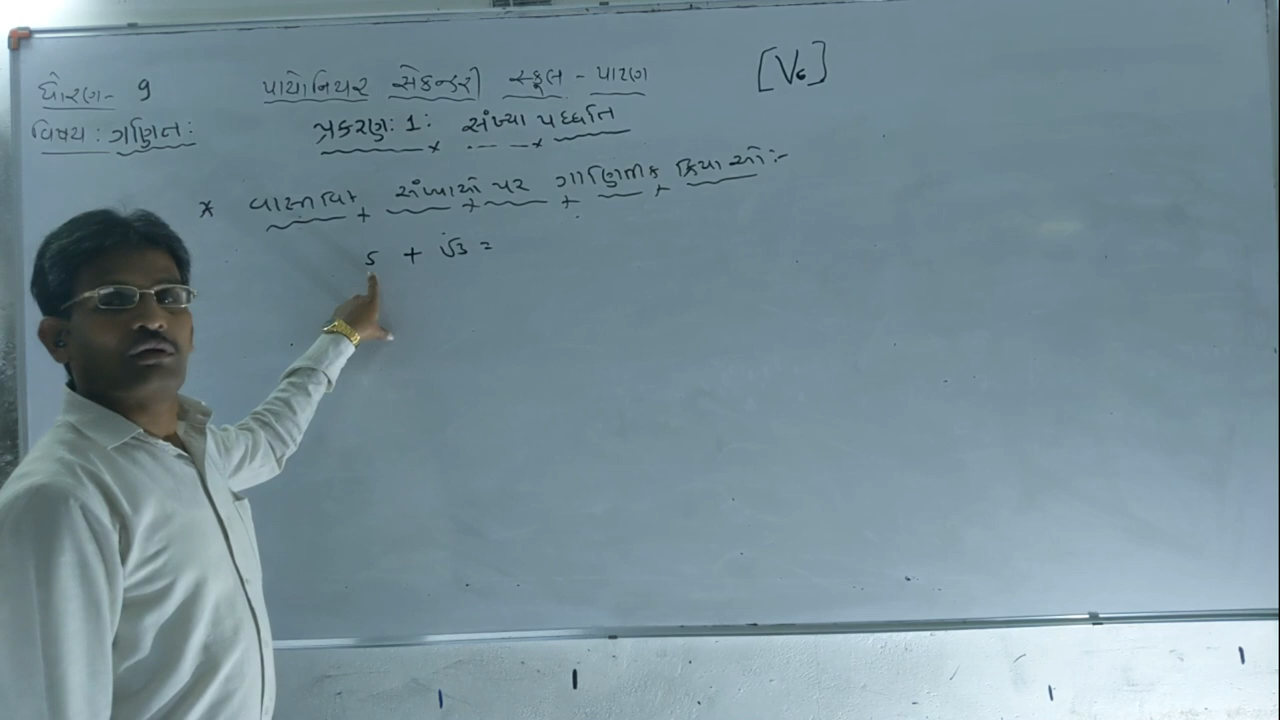 ધોરણ- 9 પાયોનિયર સેકન્ડરી સ્કૂલ - પાટણ [V6]
વિષય: ગણિત: પ્રકરણ: 1: સંખ્યા પદ્ધતિ
* વાસ્તવિક સંખ્યાઓ પર ગાણિતીક ક્રિયાઓ:-
5 + √3 =